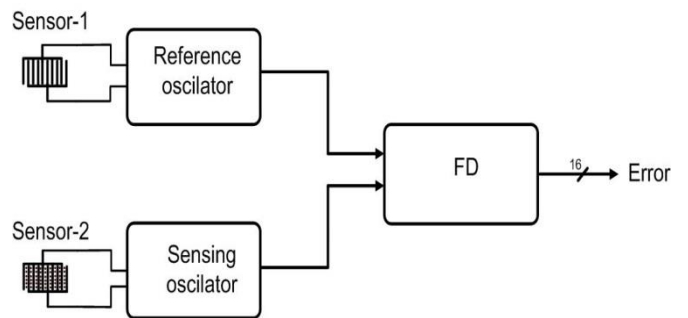 Sensor-1
Reference
oscilator
FD
16
Error
Sensor-2
Sensing
oscilator